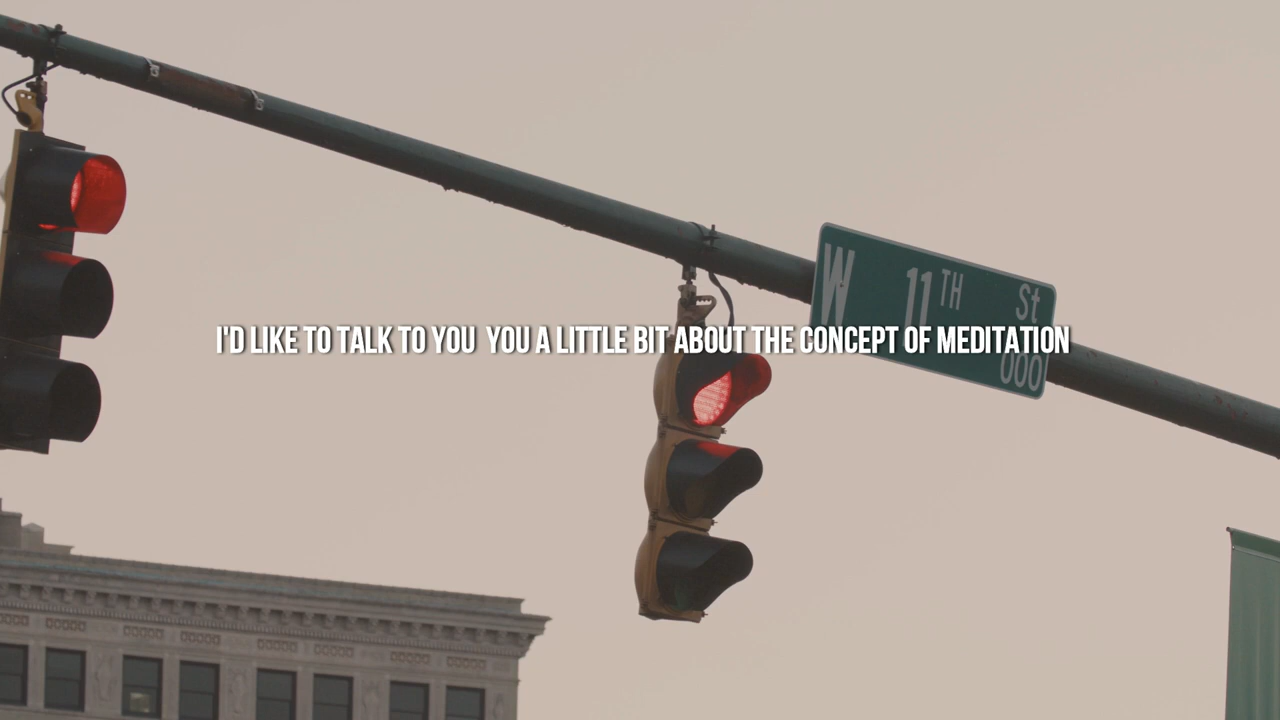 W 11TH St
000
I'D LIKE TO TALK TO YOU  YOU A LITTLE BIT ABOUT THE CONCEPT OF MEDITATION